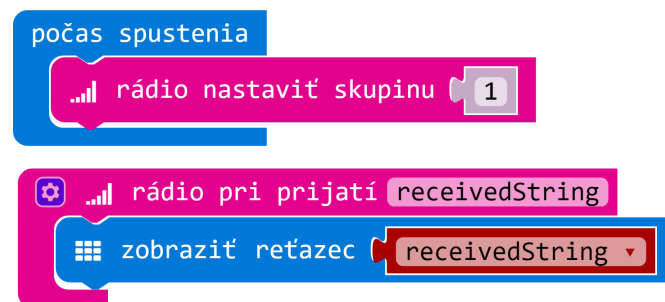 počas spustenia
rádio nastaviť skupinu 1
rádio pri prijatí receivedString
zobraziť reťazec receivedString